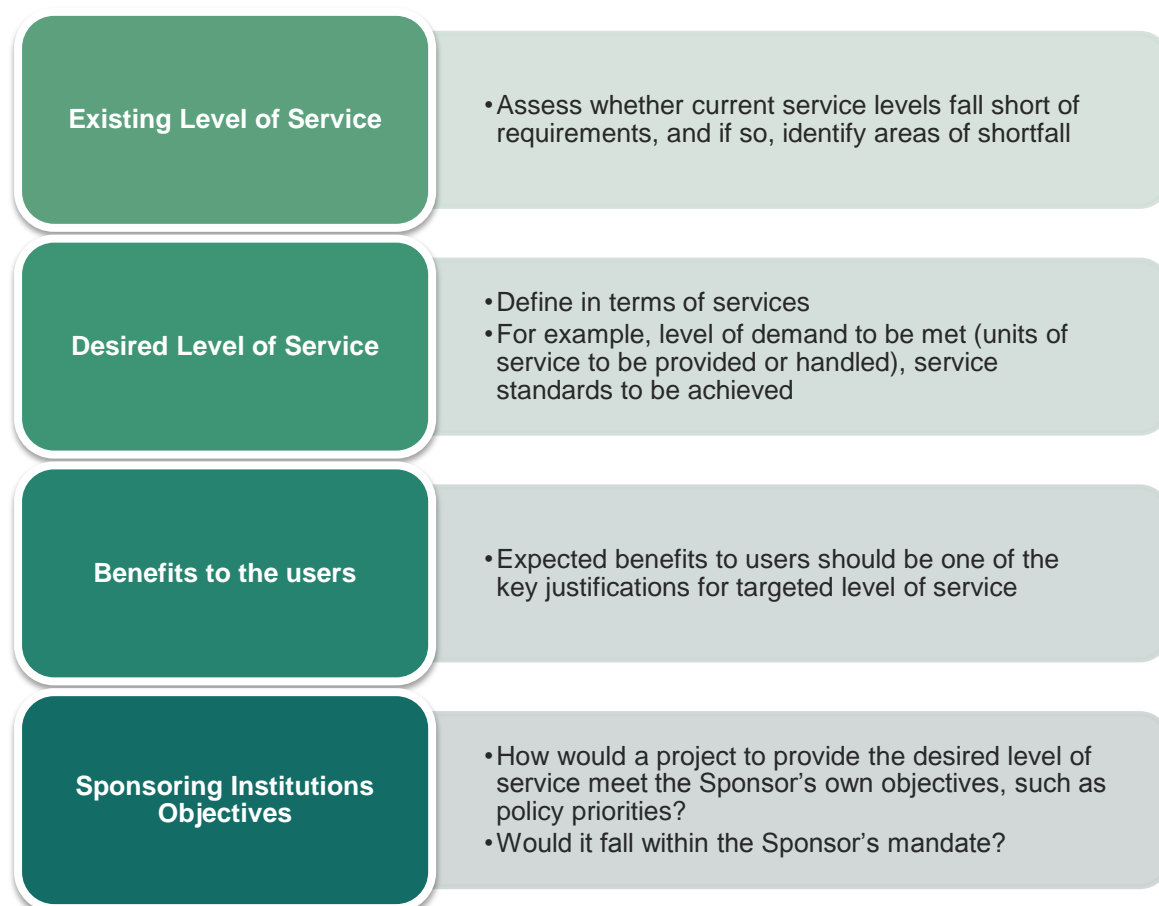 Existing Level of Service
•Assess whether current service levels fall short of
requirements, and if so, identify areas of shortfall
Desired Level of Service
•Define in terms of services
•For example, level of demand to be met (units of
service to be provided or handled), service
standards to be achieved
Benefits to the users
•Expected benefits to users should be one of the
key justifications for targeted level of service
Sponsoring Institutions
Objectives
•How would a project to provide the desired level of
service meet the Sponsor’s own objectives, such as
policy priorities?
•Would it fall within the Sponsor’s mandate?